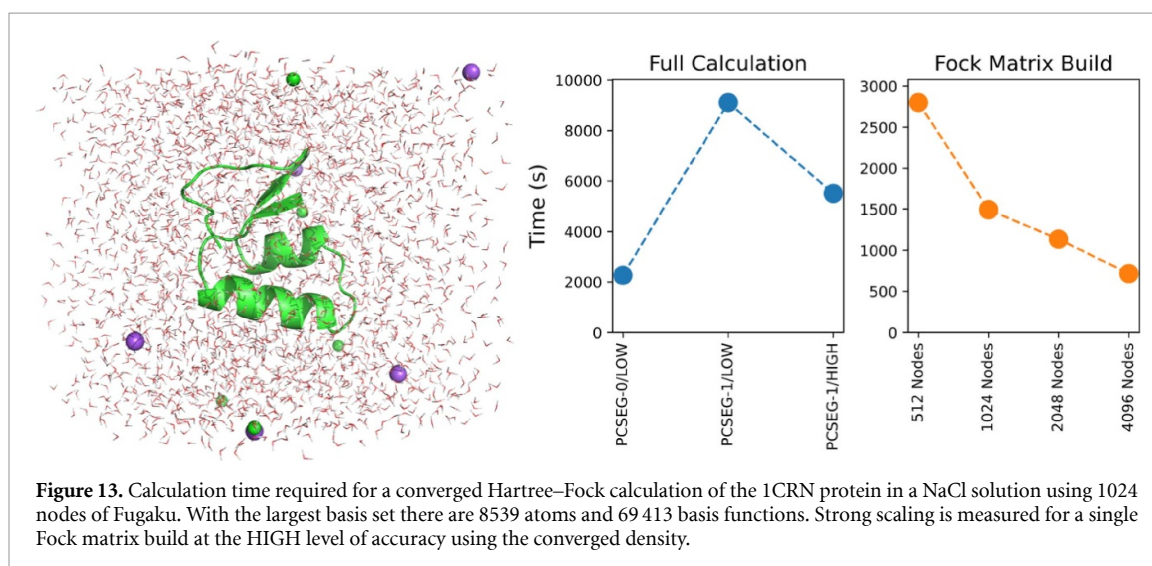 Full Calculation
Time (s)
10000
8000
6000
4000
2000
0
PCSEG-0/LOW
PCSEG-1/LOW
PCSEG-1/HIGH
Fock Matrix Build
3000
2500
2000
1500
1000
500
0
512 Nodes
1024 Nodes
2048 Nodes
4096 Nodes
Figure 13. Calculation time required for a converged Hartree–Fock calculation of the 1CRN protein in a NaCl solution using 1024
nodes of Fugaku. With the largest basis set there are 8539 atoms and 69 413 basis functions. Strong scaling is measured for a single
Fock matrix build at the HIGH level of accuracy using the converged density.